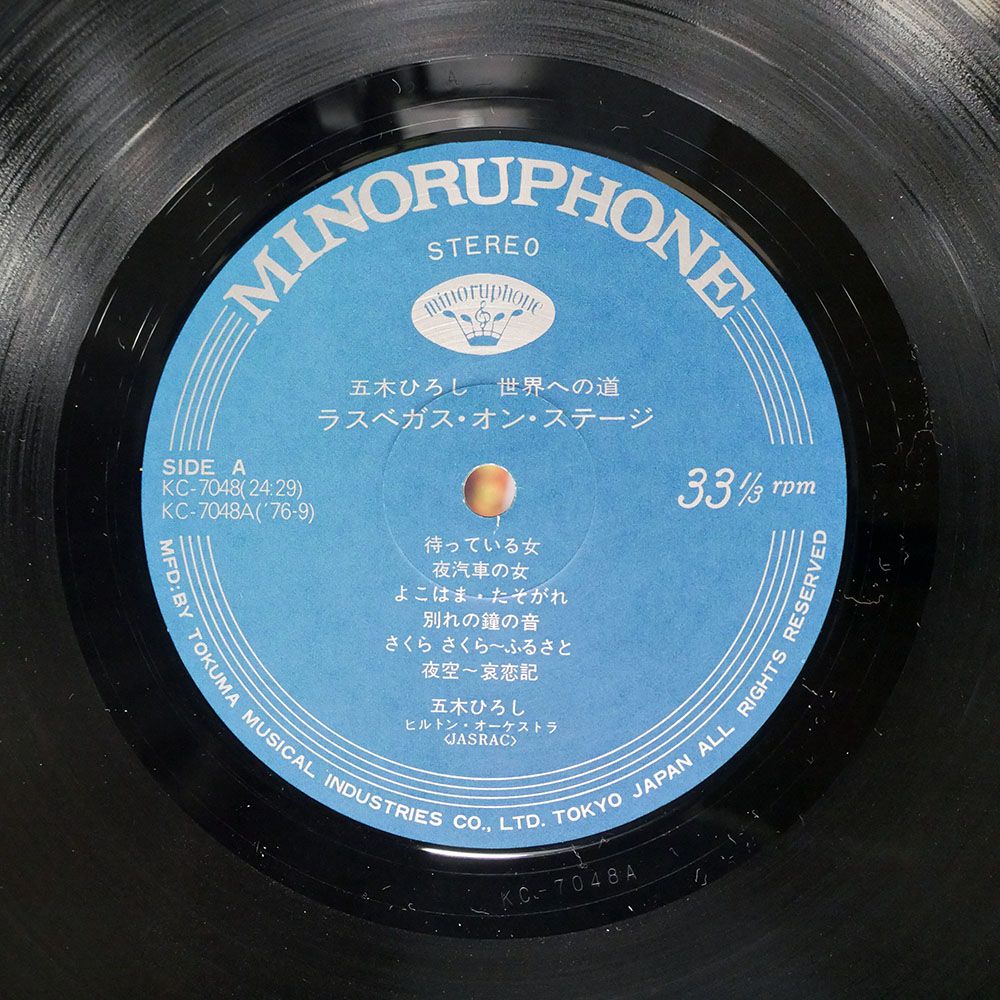 MINORUPHONE
STEREO
minoruphone
五木ひろし 世界への道
ラスベガス・オン・ステージ
SIDE A
KC-7048(24:29)
KC-7048A('76-9)
33 1/3 rpm
待っている女
夜汽車の女
よこはま・たそがれ
別れの鐘の音
さくら さくら〜ふるさと
夜空〜哀恋記
五木ひろし
ヒルトン・オーケストラ
〈JASRAC〉
MFD: BY TOKUMA MUSICAL INDUSTRIES CO., LTD. TOKYO JAPAN ALL RIGHTS RESERVED
KC-7048A